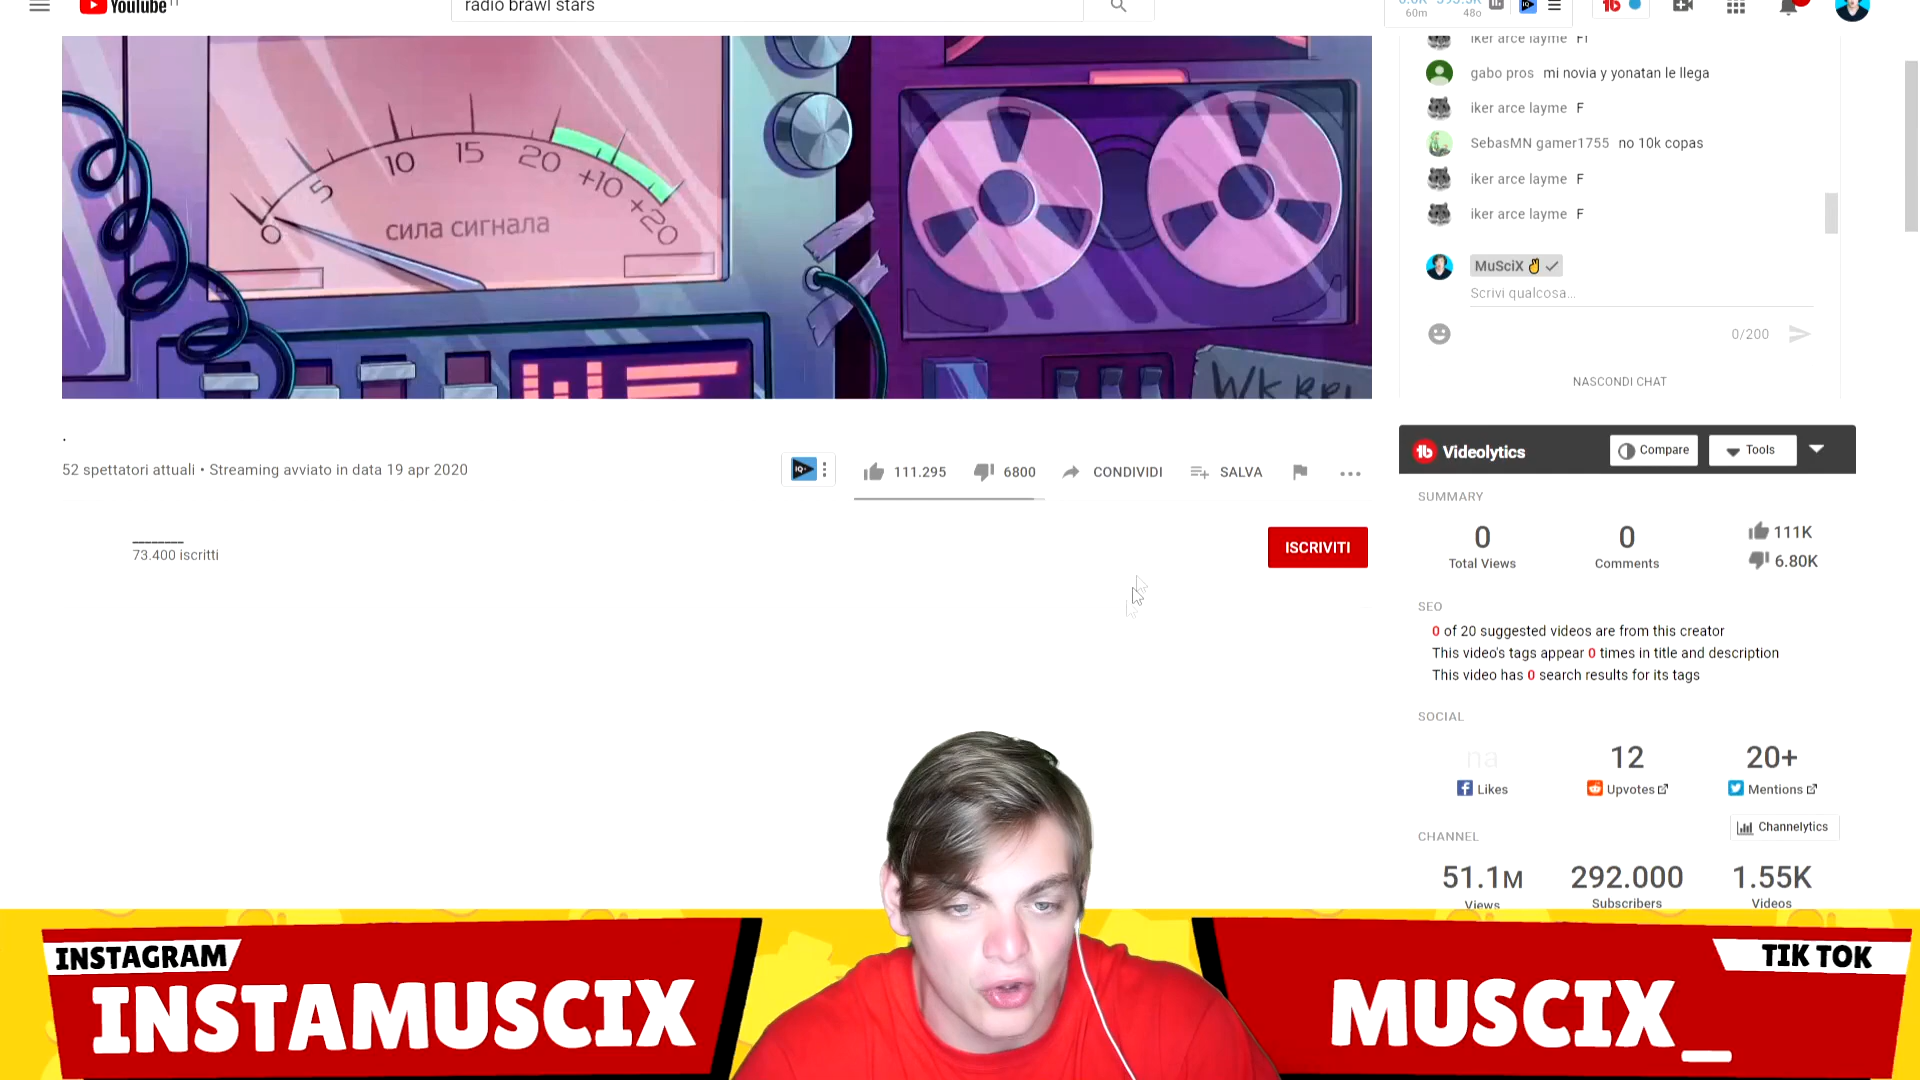 YouTube IT
radio brawl stars
60m 48o
iker arce layme F
gabo pros mi novia y yonatan le llega
iker arce layme F
SebasMN gamer1755 no 10k copas
iker arce layme F
iker arce layme F
MuSciX
Scrivi qualcosa...
0/200
NASCONDI CHAT
0 5 10 15 20 +10 +20
сила сигнала
WKBRL
.
52 spettatori attuali • Streaming avviato in data 19 apr 2020
IQ
111.295 6800 CONDIVIDI SALVA
________
73.400 iscritti
ISCRIVITI
Videolytics Compare Tools
SUMMARY
0 0 111K
Total Views Comments 6.80K
SEO
0 of 20 suggested videos are from this creator
This video's tags appear 0 times in title and description
This video has 0 search results for its tags
SOCIAL
na 12 20+
Likes Upvotes Mentions
Channelytics
CHANNEL
51.1M 292.000 1.55K
Views Subscribers Videos
INSTAGRAM
INSTAMUSCIX
TIK TOK
MUSCIX_